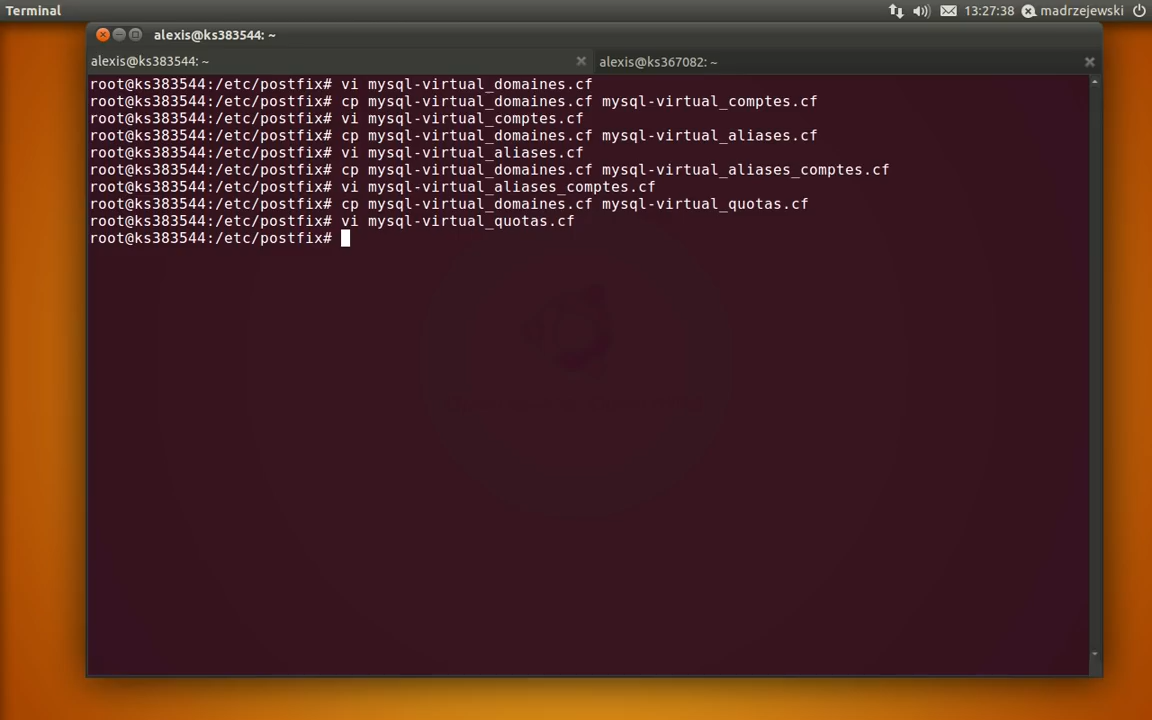 Terminal
13:27:38
madrzejewski
alexis@ks383544: ~
alexis@ks383544: ~
alexis@ks367082: ~
root@ks383544:/etc/postfix# vi mysql-virtual_domaines.cf
root@ks383544:/etc/postfix# cp mysql-virtual_domaines.cf mysql-virtual_comptes.cf
root@ks383544:/etc/postfix# vi mysql-virtual_comptes.cf
root@ks383544:/etc/postfix# cp mysql-virtual_domaines.cf mysql-virtual_aliases.cf
root@ks383544:/etc/postfix# vi mysql-virtual_aliases.cf
root@ks383544:/etc/postfix# cp mysql-virtual_domaines.cf mysql-virtual_aliases_comptes.cf
root@ks383544:/etc/postfix# vi mysql-virtual_aliases_comptes.cf
root@ks383544:/etc/postfix# cp mysql-virtual_domaines.cf mysql-virtual_quotas.cf
root@ks383544:/etc/postfix# vi mysql-virtual_quotas.cf
root@ks383544:/etc/postfix#